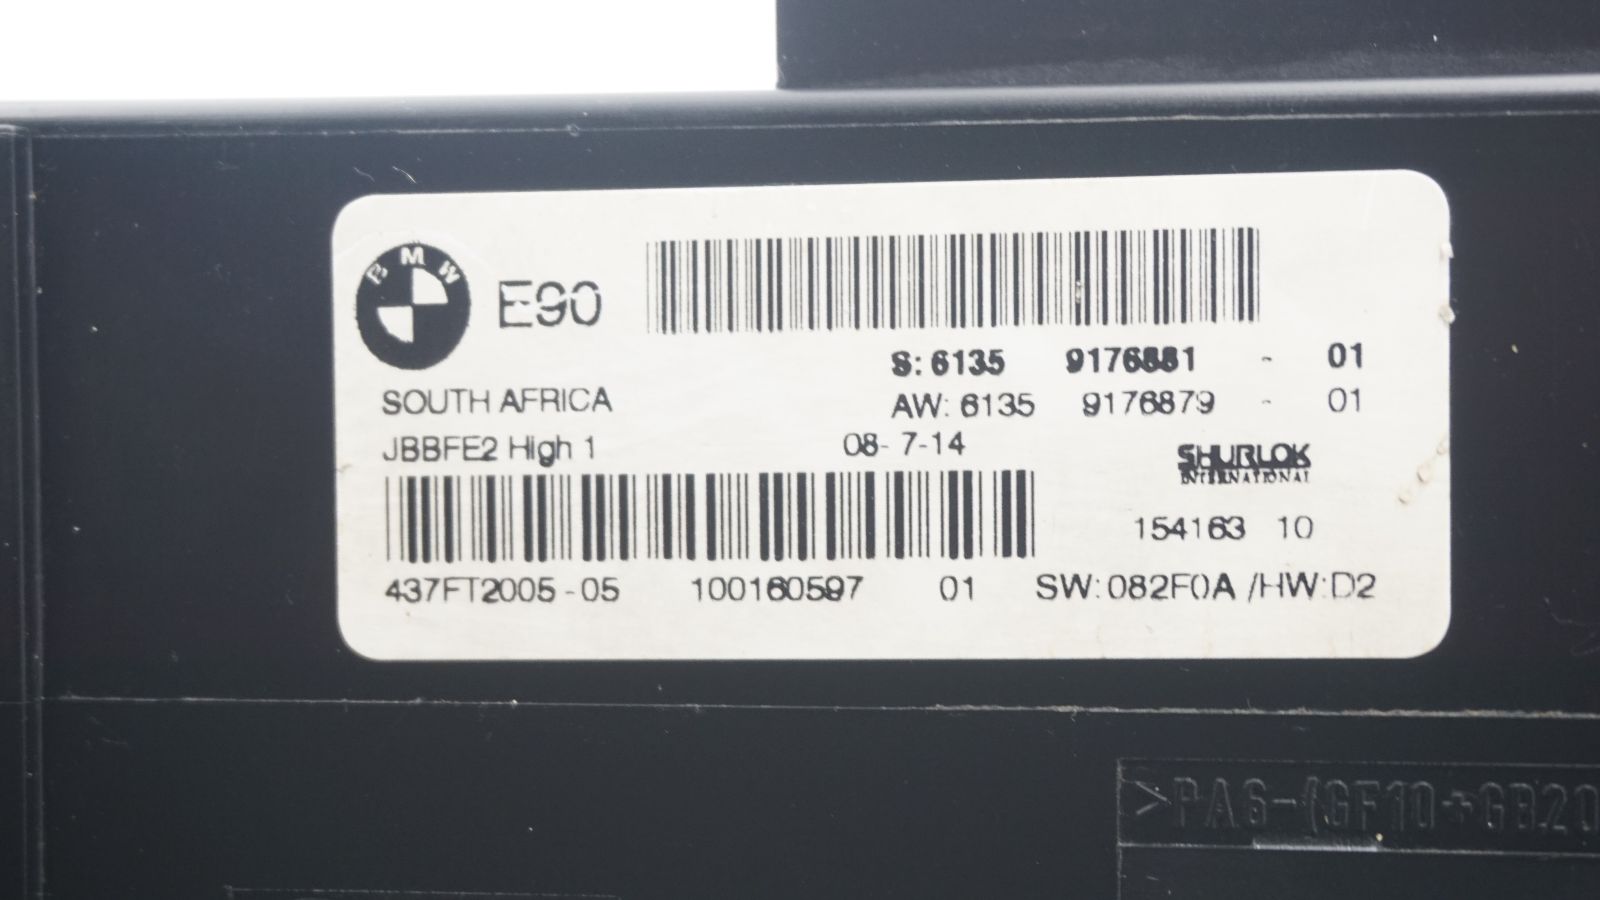 BMW
E90
S: 6135 9176881 - 01
SOUTH AFRICA AW: 6135 9176879 - 01
JBBFE2 High 1 08- 7-14
SHURLOK
INTERNATIONAL
154163 10
437FT2005-05 100160597 01 SW:082F0A /HW:D2
>PA6-(GF10+GB20